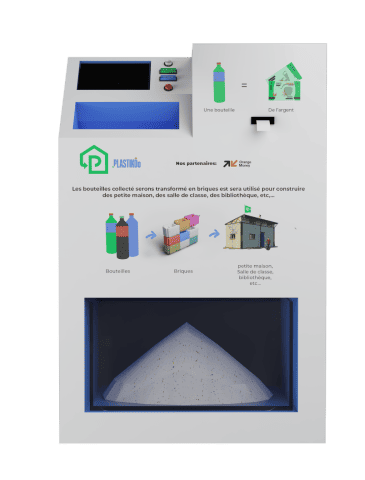 Une bouteille
=
De l'argent
PLASTIKÖu
Nos partenaires:
Orange
Money
Les bouteilles collecté serons transformé en briques est sera utilisé pour construire
des petite maison, des salle de classe, des bibliothèque, etc,...
Bouteilles
Briques
petite maison,
Salle de classe,
bibliothèque,
etc...